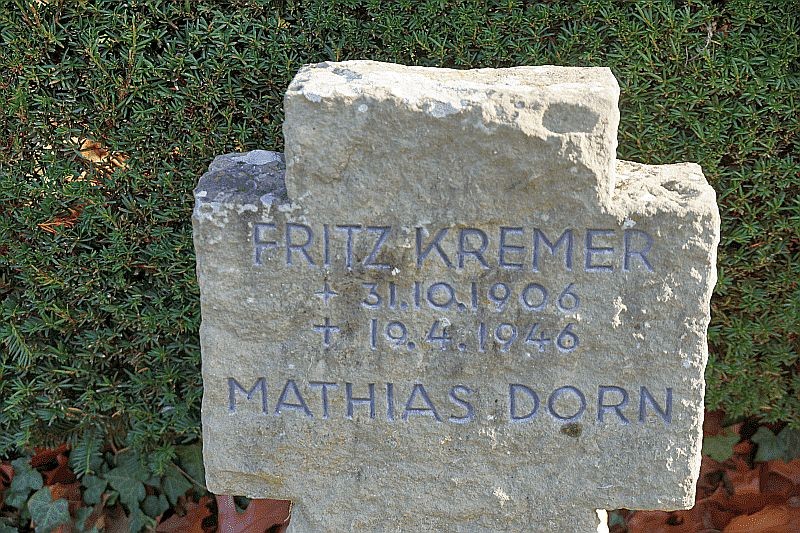 FRITZ KREMER
+ 31.10.1906
† 19.4.1946
MATHIAS DORN